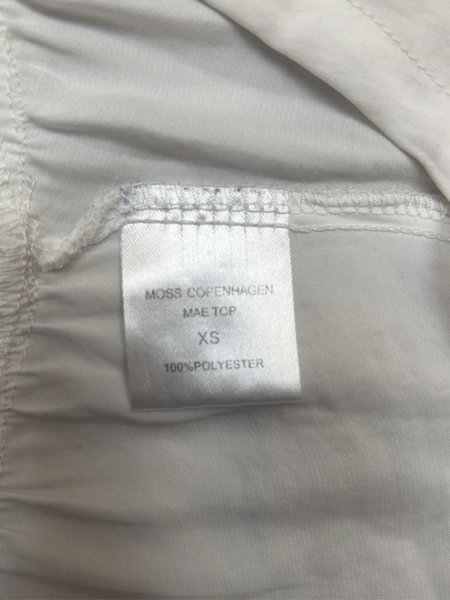 MOSS COPENHAGEN
MAE TOP
XS
100%POLYESTER